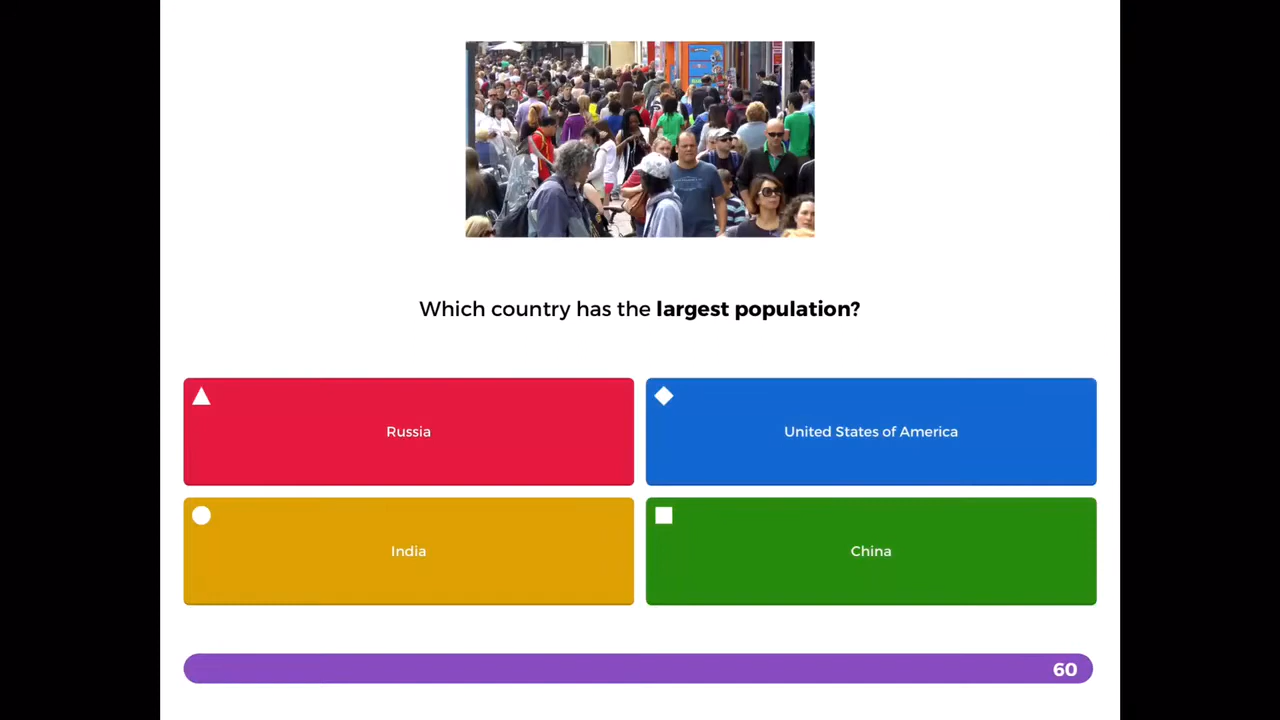 Which country has the largest population?
Russia
United States of America
India
China
60